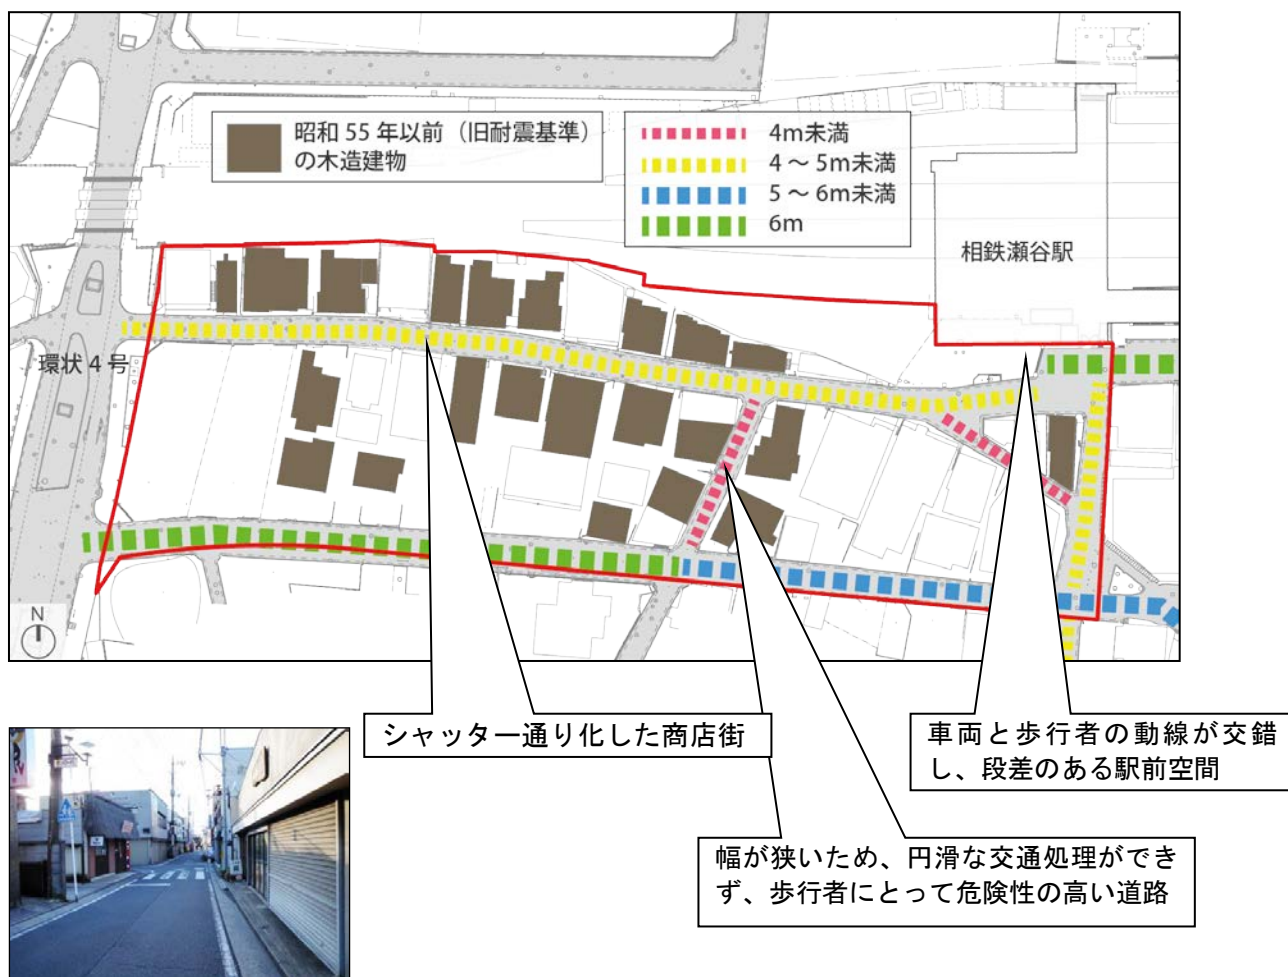 昭和 55 年以前（旧耐震基準）
の木造建物
4m未満
4 ～ 5m未満
5 ～ 6m未満
6m
相鉄瀬谷駅
環状 4 号
N
シャッター通り化した商店街
車両と歩行者の動線が交錯
し、段差のある駅前空間
幅が狭いため、円滑な交通処理ができ
ず、歩行者にとって危険性の高い道路